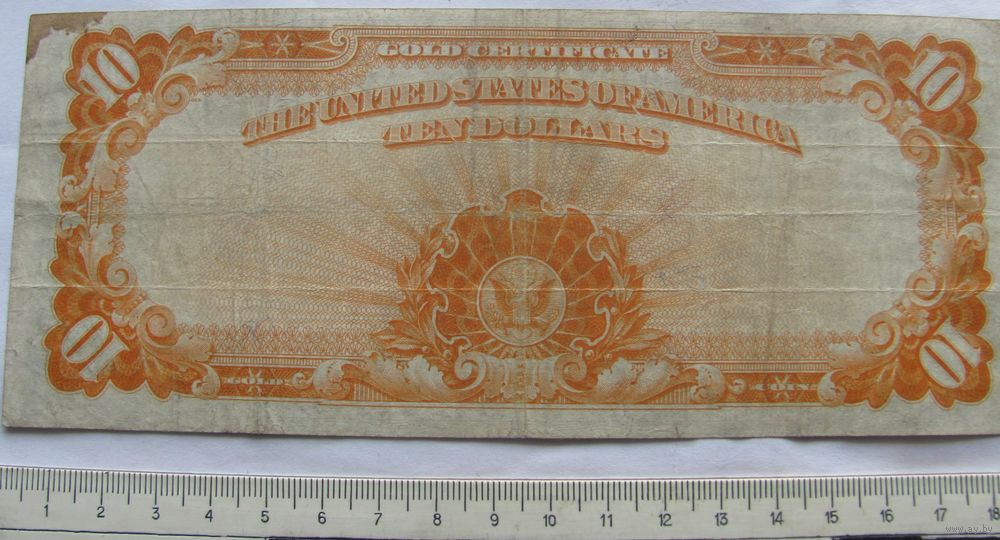 10 GOLD CERTIFICATE 10
THE UNITED STATES OF AMERICA
TEN DOLLARS
10 GOLD COIN 10
1 2 3 4 5 6 7 8 9 10 11 12 13 14 15 16 17 18
www.ay.by